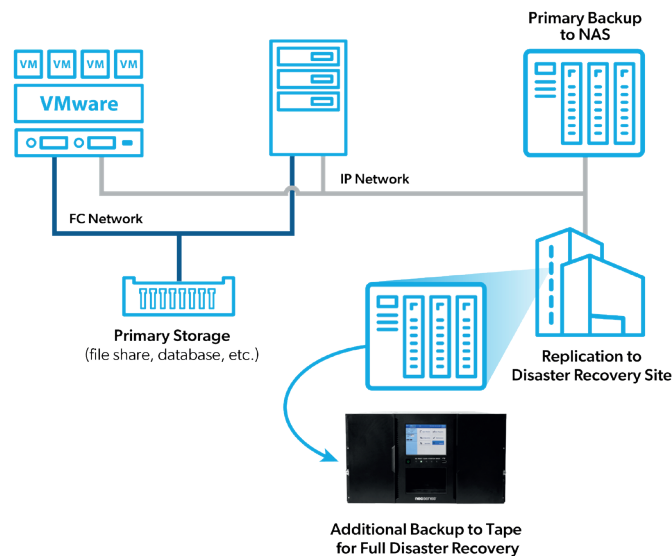 Primary Backup
to NAS
VM VM VM VM
VMware
IP Network
FC Network
Primary Storage
(file share, database, etc.)
Replication to
Disaster Recovery Site
Additional Backup to Tape
for Full Disaster Recovery